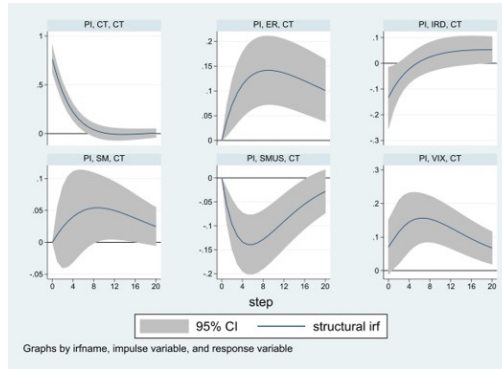 PI, CT, CT
PI, ER, CT
PI, IRD, CT
1
.5
0
.2
.15
.1
.05
0
.1
0
-.1
-.2
-.3
PI, SM, CT
PI, SMUS, CT
PI, VIX, CT
.1
.05
0
-.05
0
-.05
-.1
-.15
-.2
.3
.2
.1
0
0 4 8 12 16 20
0 4 8 12 16 20
0 4 8 12 16 20
step
95% CI
structural irf
Graphs by irfname, impulse variable, and response variable